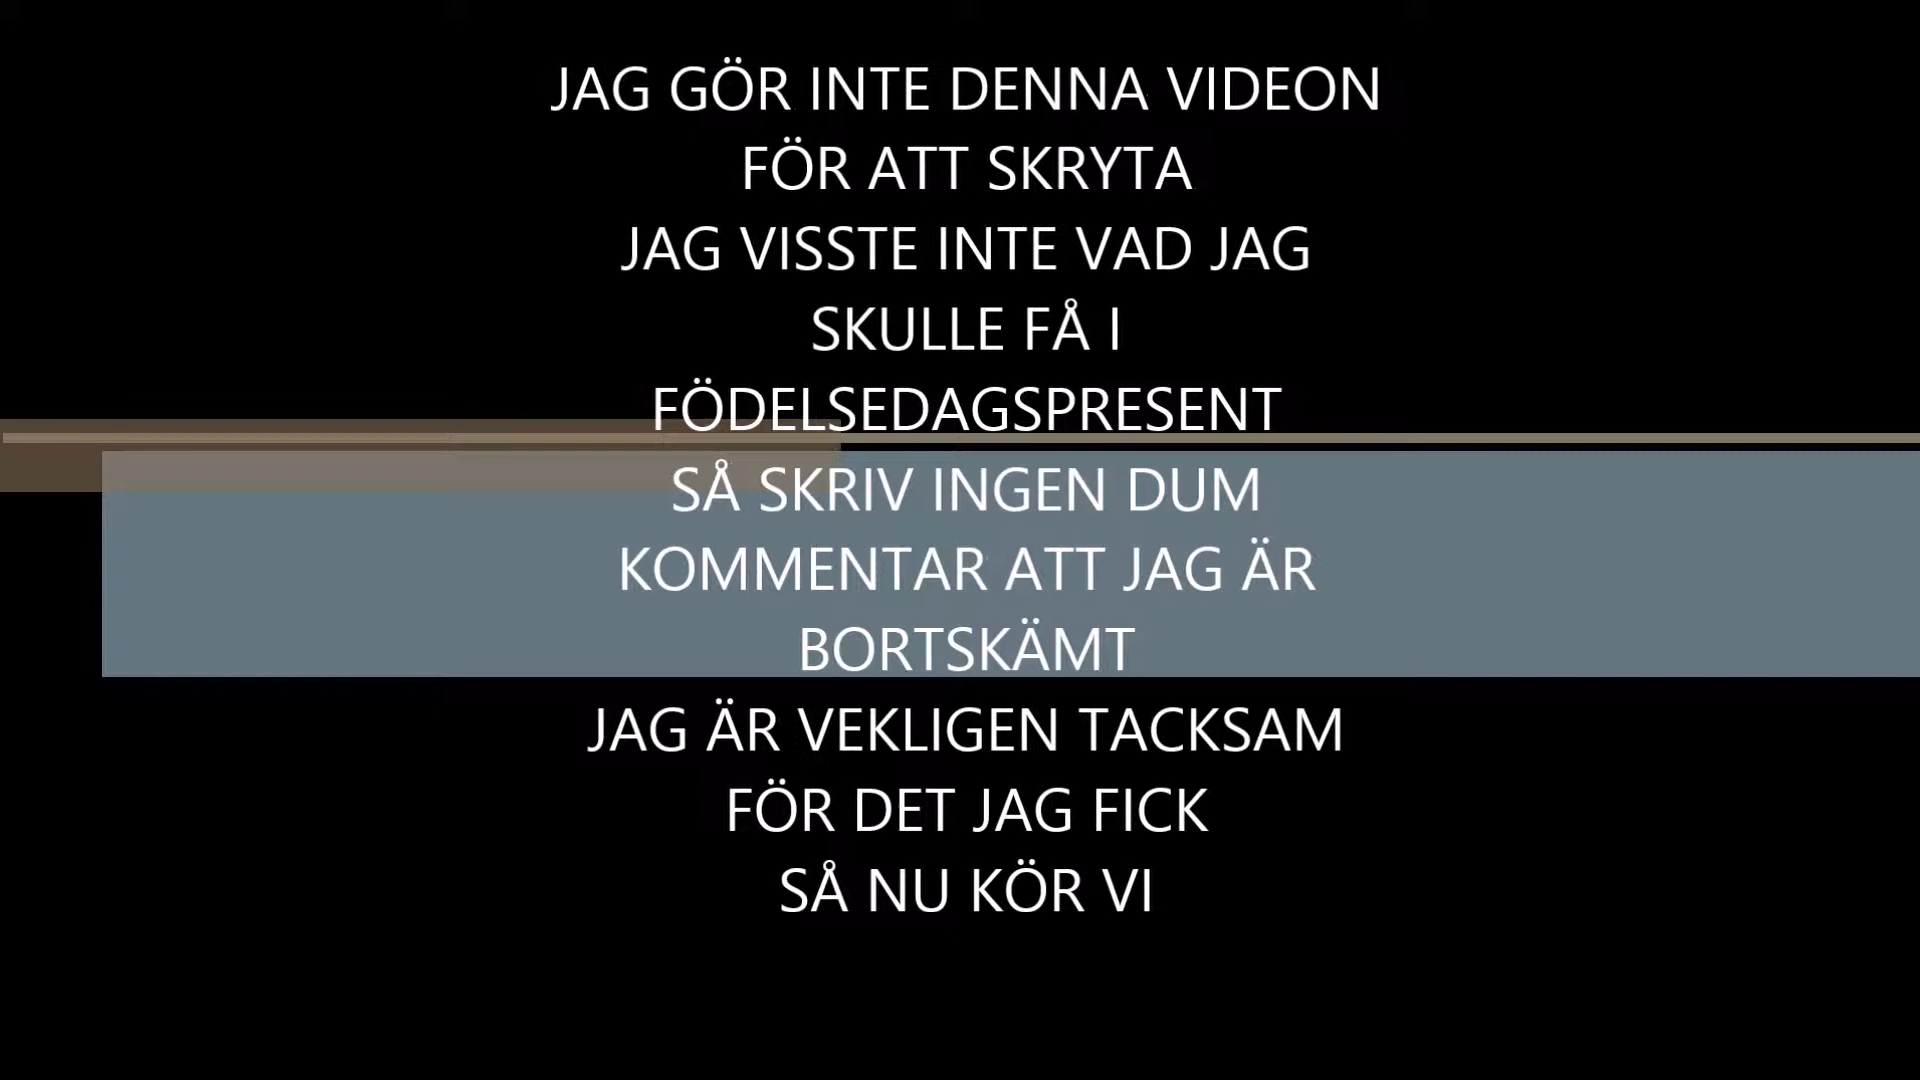 JAG GÖR INTE DENNA VIDEON
FÖR ATT SKRYTA
JAG VISSTE INTE VAD JAG
SKULLE FÅ I
FÖDELSEDAGSPRESENT
SÅ SKRIV INGEN DUM
KOMMENTAR ATT JAG ÄR
BORTSKÄMT
JAG ÄR VEKLIGEN TACKSAM
FÖR DET JAG FICK
SÅ NU KÖR VI